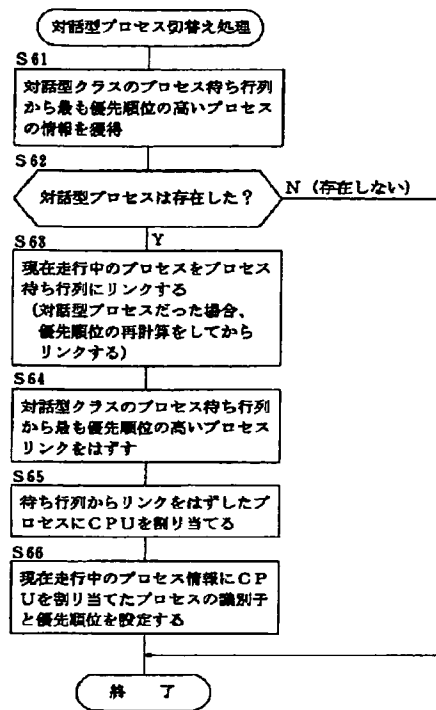 対話型プロセス切替え処理
S61
対話型クラスのプロセス待ち行列
から最も優先順位の高いプロセス
の情報を獲得
S62
対話型プロセスは存在した?
N (存在しない)
Y
S63
現在走行中のプロセスをプロセス
待ち行列にリンクする
(対話型プロセスだった場合、
優先順位の再計算をしてから
リンクする)
S64
対話型クラスのプロセス待ち行列
から最も優先順位の高いプロセス
リンクをはずす
S65
待ち行列からリンクをはずしたプ
ロセスにCPUを割り当てる
S66
現在走行中のプロセス情報にCP
Uを割り当てたプロセスの識別子
と優先順位を設定する
終 了